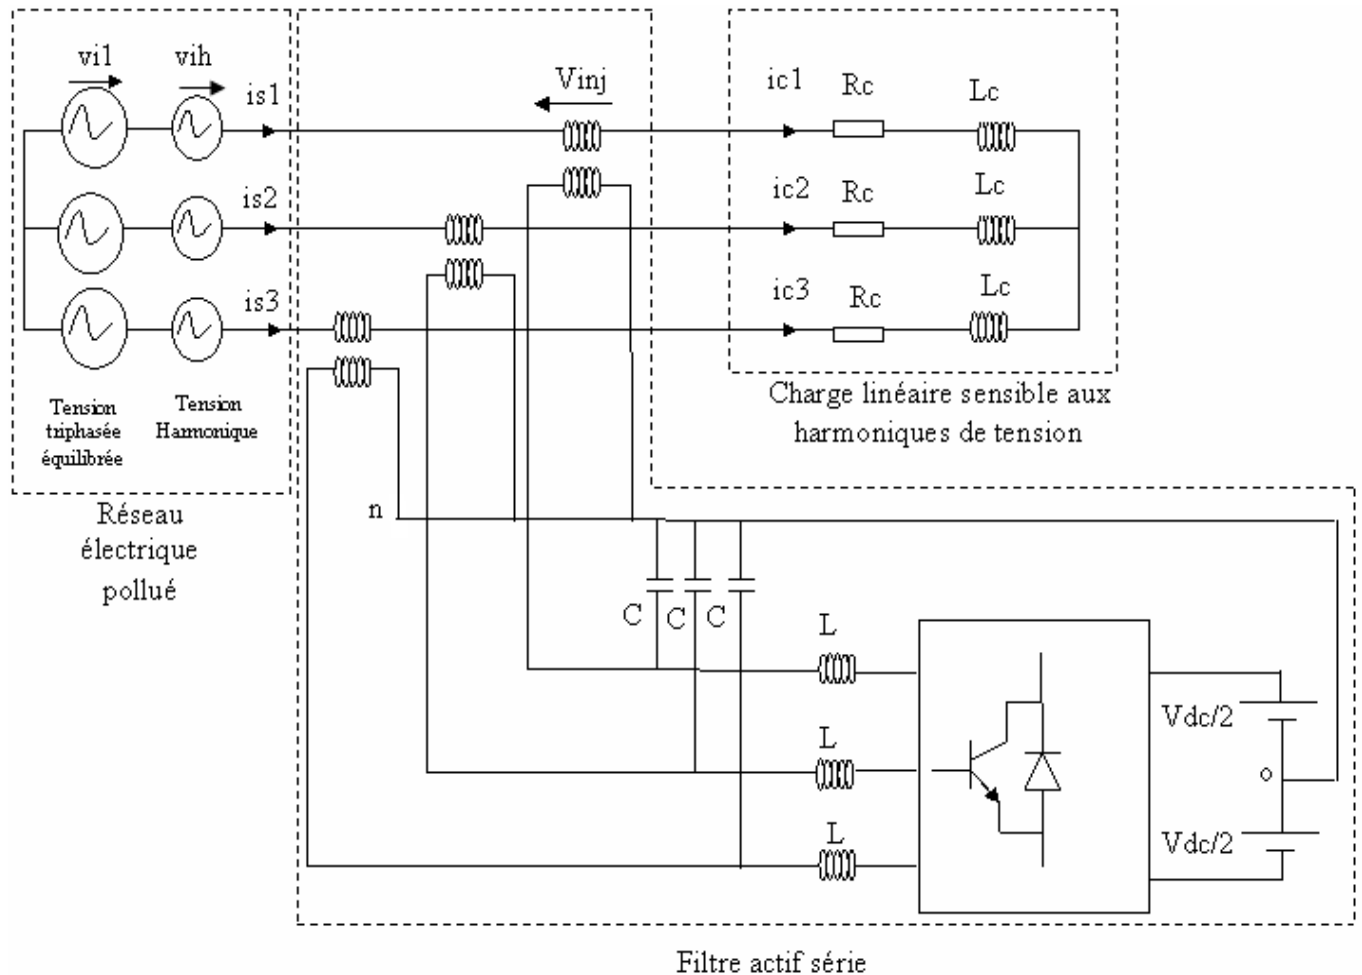 vi1
vih
is1
Vinj
ic1
Rc
Lc
is2
ic2
Rc
Lc
is3
ic3
Rc
Lc
Tension
triphasée
équilibrée
Tension
Harmonique
Charge linéaire sensible aux
harmoniques de tension
Réseau
électrique
pollué
n
C
C
C
L
L
L
Vdc/2
o
Vdc/2
Filtre actif série